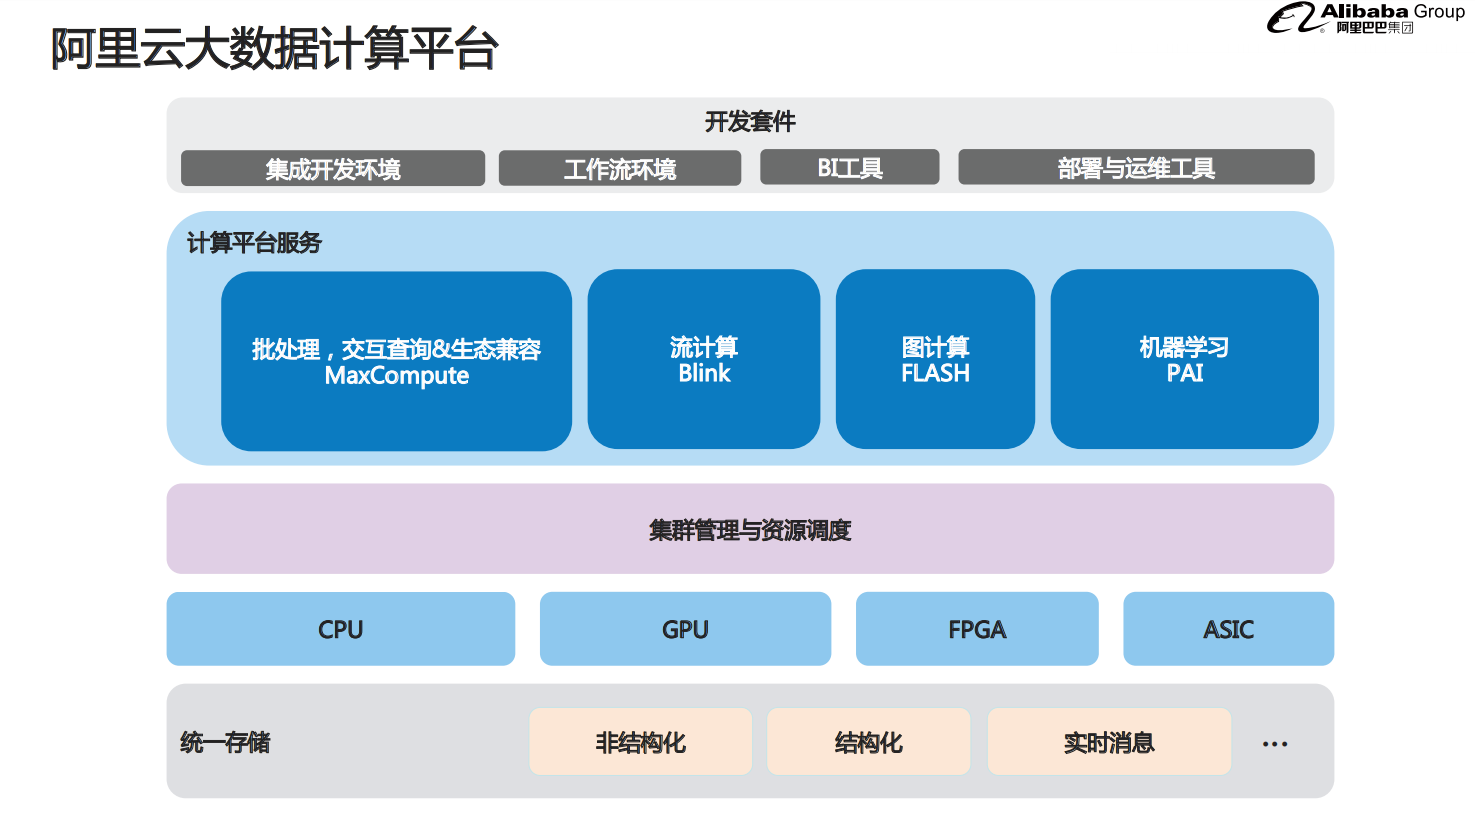 Alibaba Group
阿里巴巴集团
阿里云大数据计算平台
开发套件
集成开发环境
工作流环境
BI工具
部署与运维工具
计算平台服务
批处理，交互查询&生态兼容
MaxCompute
流计算
Blink
图计算
FLASH
机器学习
PAI
集群管理与资源调度
CPU
GPU
FPGA
ASIC
统一存储
非结构化
结构化
实时消息
...